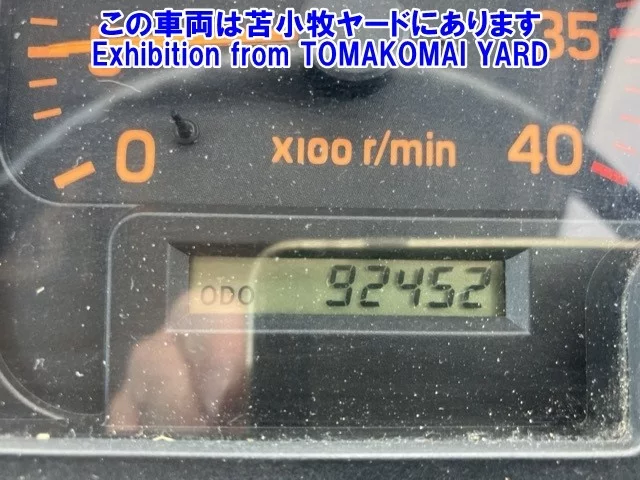 この車両は苫小牧ヤードにあります
Exhibition from TOMAKOMAI YARD
35
0
X100 r/min
40
ODO 92452